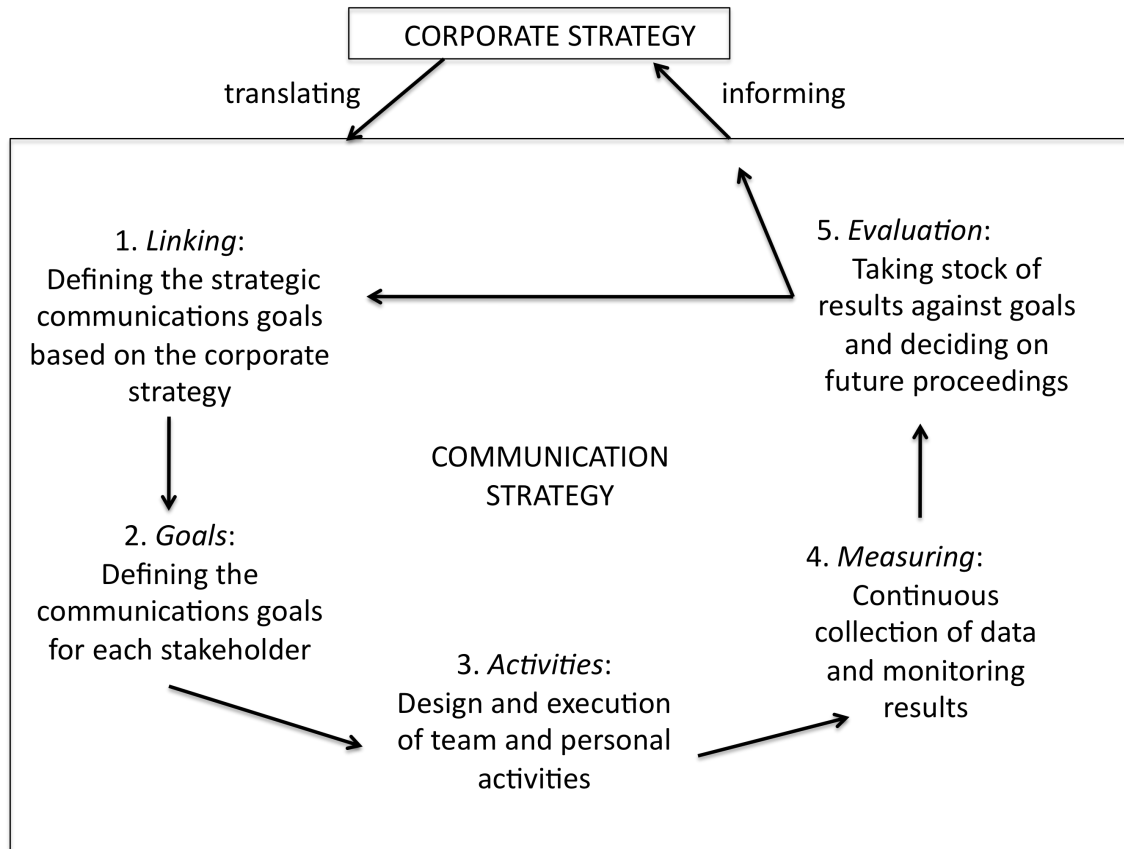 CORPORATE STRATEGY
translating
informing
1. Linking:
Defining the strategic
communications goals
based on the corporate
strategy
2. Goals:
Defining the
communications goals
for each stakeholder
COMMUNICATION
STRATEGY
3. Activities:
Design and execution
of team and personal
activities
4. Measuring:
Continuous
collection of data
and monitoring
results
5. Evaluation:
Taking stock of
results against goals
and deciding on
future proceedings